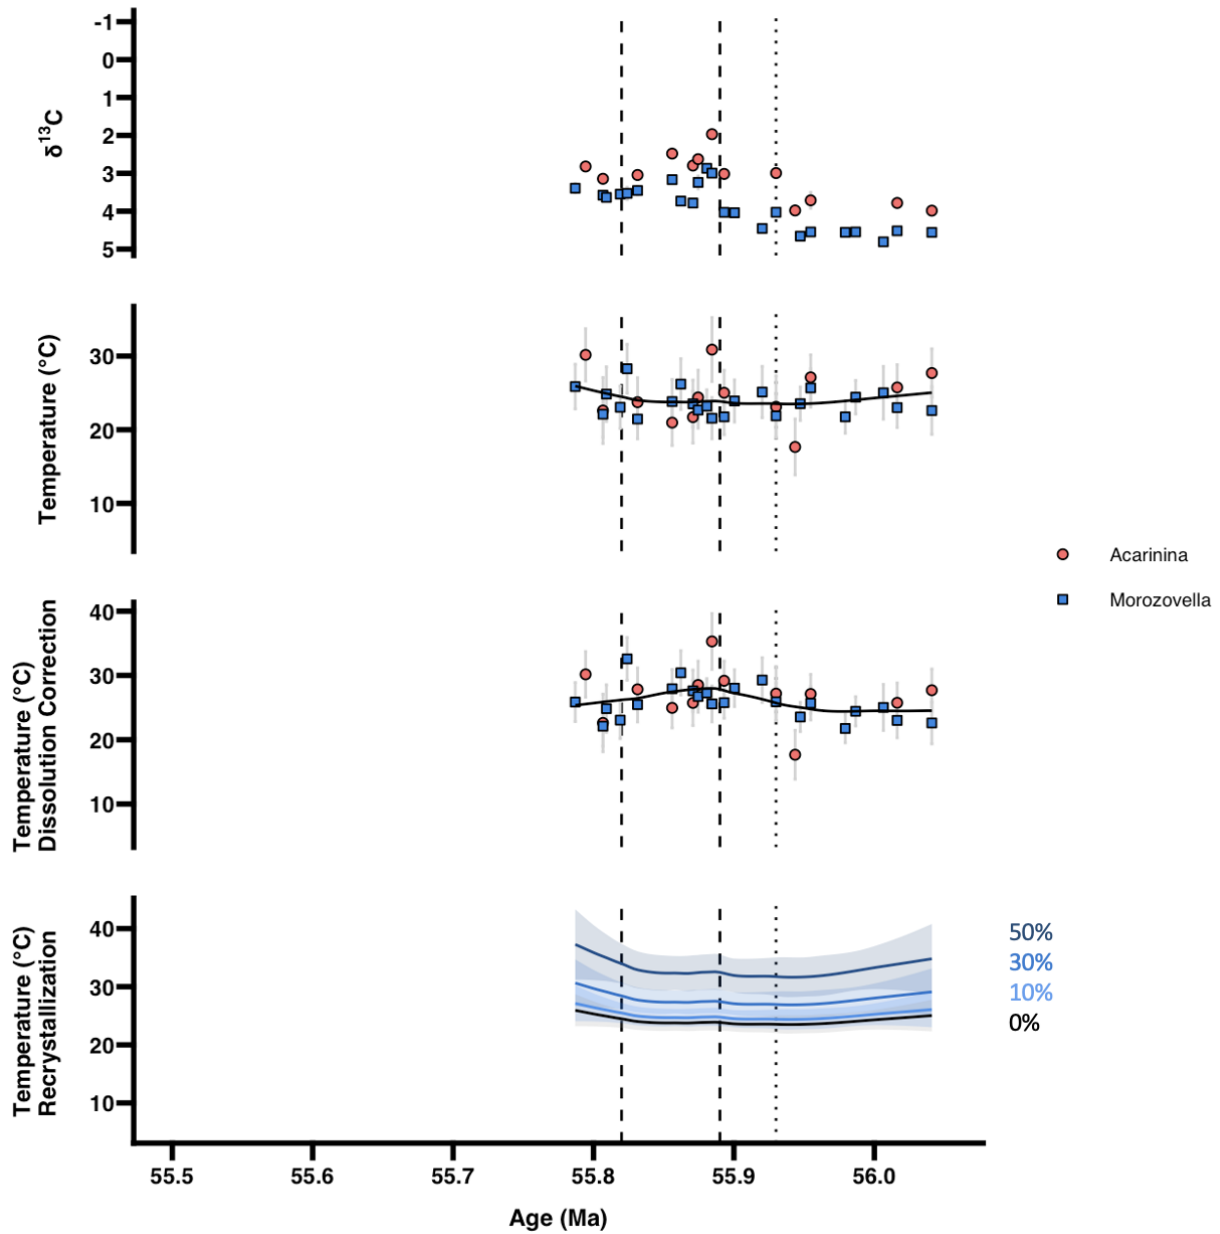 -1
0
1
2
3
4
5
δ¹³C
30
20
10
Temperature (°C)
Acarinina
Morozovella
40
30
20
10
Temperature (°C)
Dissolution Correction
40
30
20
10
Temperature (°C)
Recrystallization
50%
30%
10%
0%
55.5 55.6 55.7 55.8 55.9 56.0
Age (Ma)